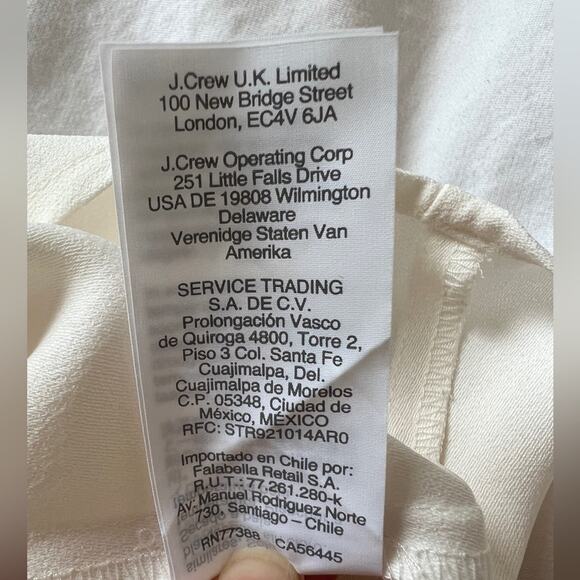 J.Crew U.K. Limited
100 New Bridge Street
London, EC4V 6JA
J.Crew Operating Corp
251 Little Falls Drive
USA DE 19808 Wilmington
Delaware
Verenidge Staten Van
Amerika
SERVICE TRADING
S.A. DE C.V.
Prolongación Vasco
de Quiroga 4800, Torre 2,
Piso 3 Col. Santa Fe
Cuajimalpa, Del.
Cuajimalpa de Morelos
C.P. 05348, Ciudad de
México, MÉXICO
RFC: STR921014AR0
Importado en Chile por:
Falabella Retail S.A.
R.U.T.: 77.261.280-k
Av. Manuel Rodriguez Norte
730, Santiago – Chile
RN77388 CA56445